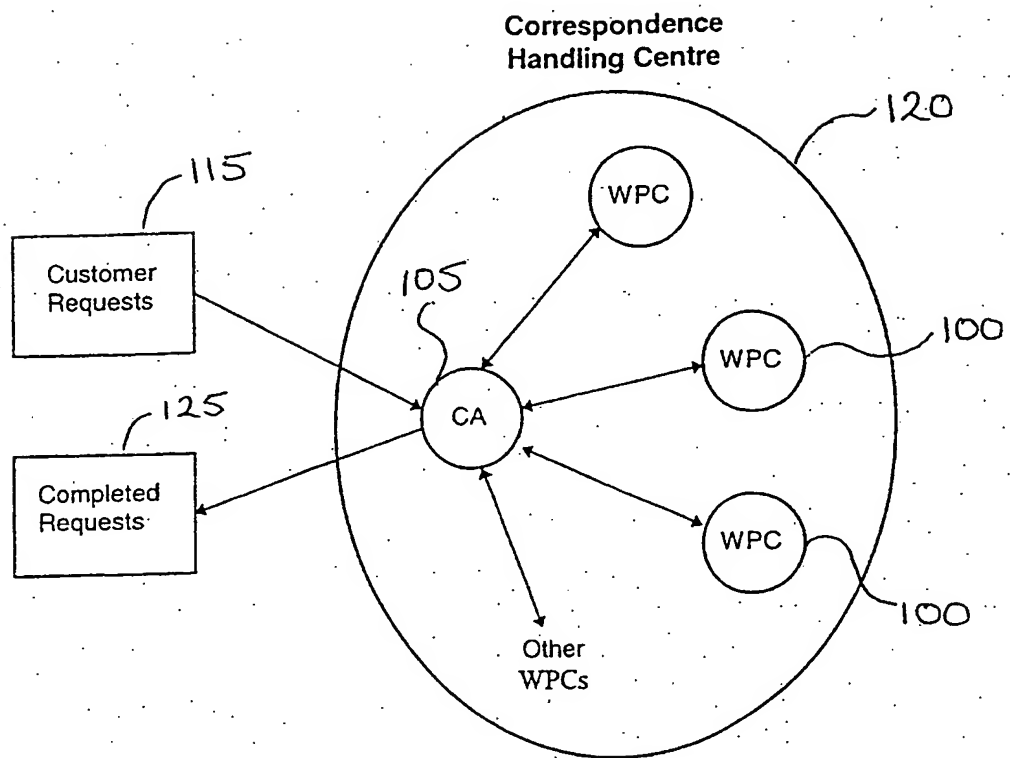 Correspondence
Handling Centre
120
115
WPC
Customer
Requests
105
100
WPC
125
CA
Completed
Requests
WPC
100
Other
WPCs